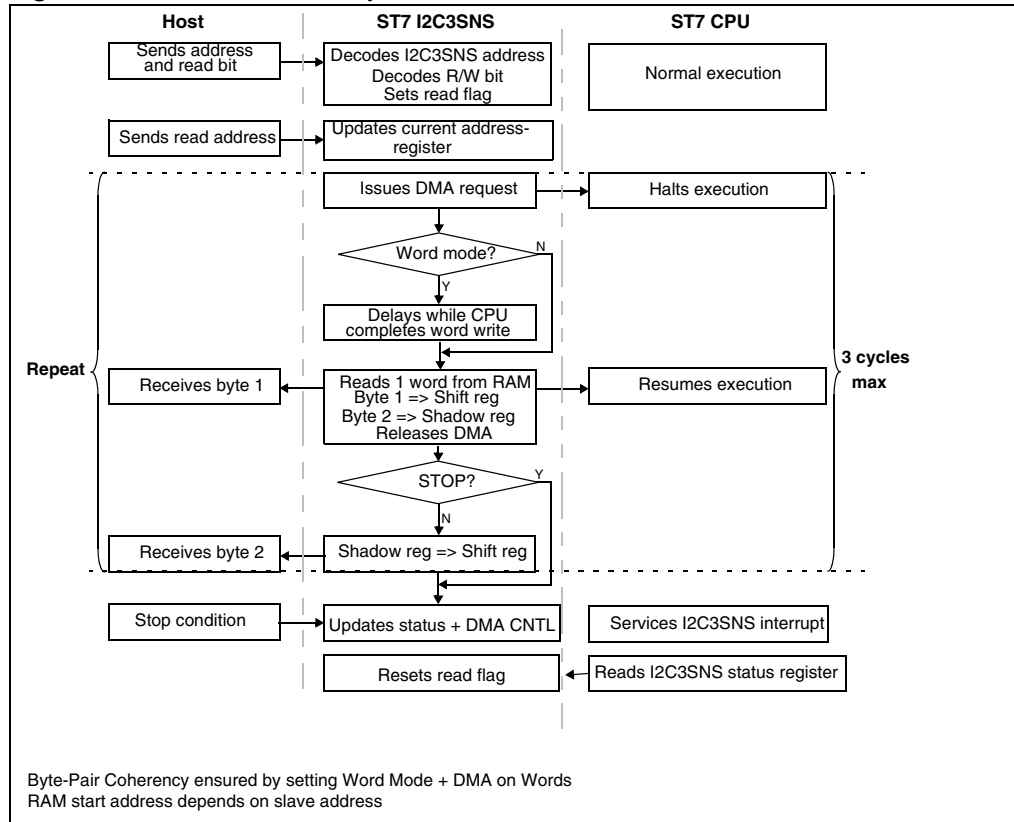 Host ST7 I2C3SNS ST7 CPU
Sends address
and read bit
Decodes I2C3SNS address
Decodes R/W bit
Sets read flag
Normal execution
Sends read address
Updates current address-
register
Issues DMA request
Halts execution
Word mode?
N
Y
Delays while CPU
completes word write
Repeat
3 cycles
max
Receives byte 1
Reads 1 word from RAM
Byte 1 => Shift reg
Byte 2 => Shadow reg
Releases DMA
Resumes execution
STOP?
Y
N
Receives byte 2
Shadow reg => Shift reg
Stop condition
Updates status + DMA CNTL
Services I2C3SNS interrupt
Resets read flag
Reads I2C3SNS status register
Byte-Pair Coherency ensured by setting Word Mode + DMA on Words
RAM start address depends on slave address